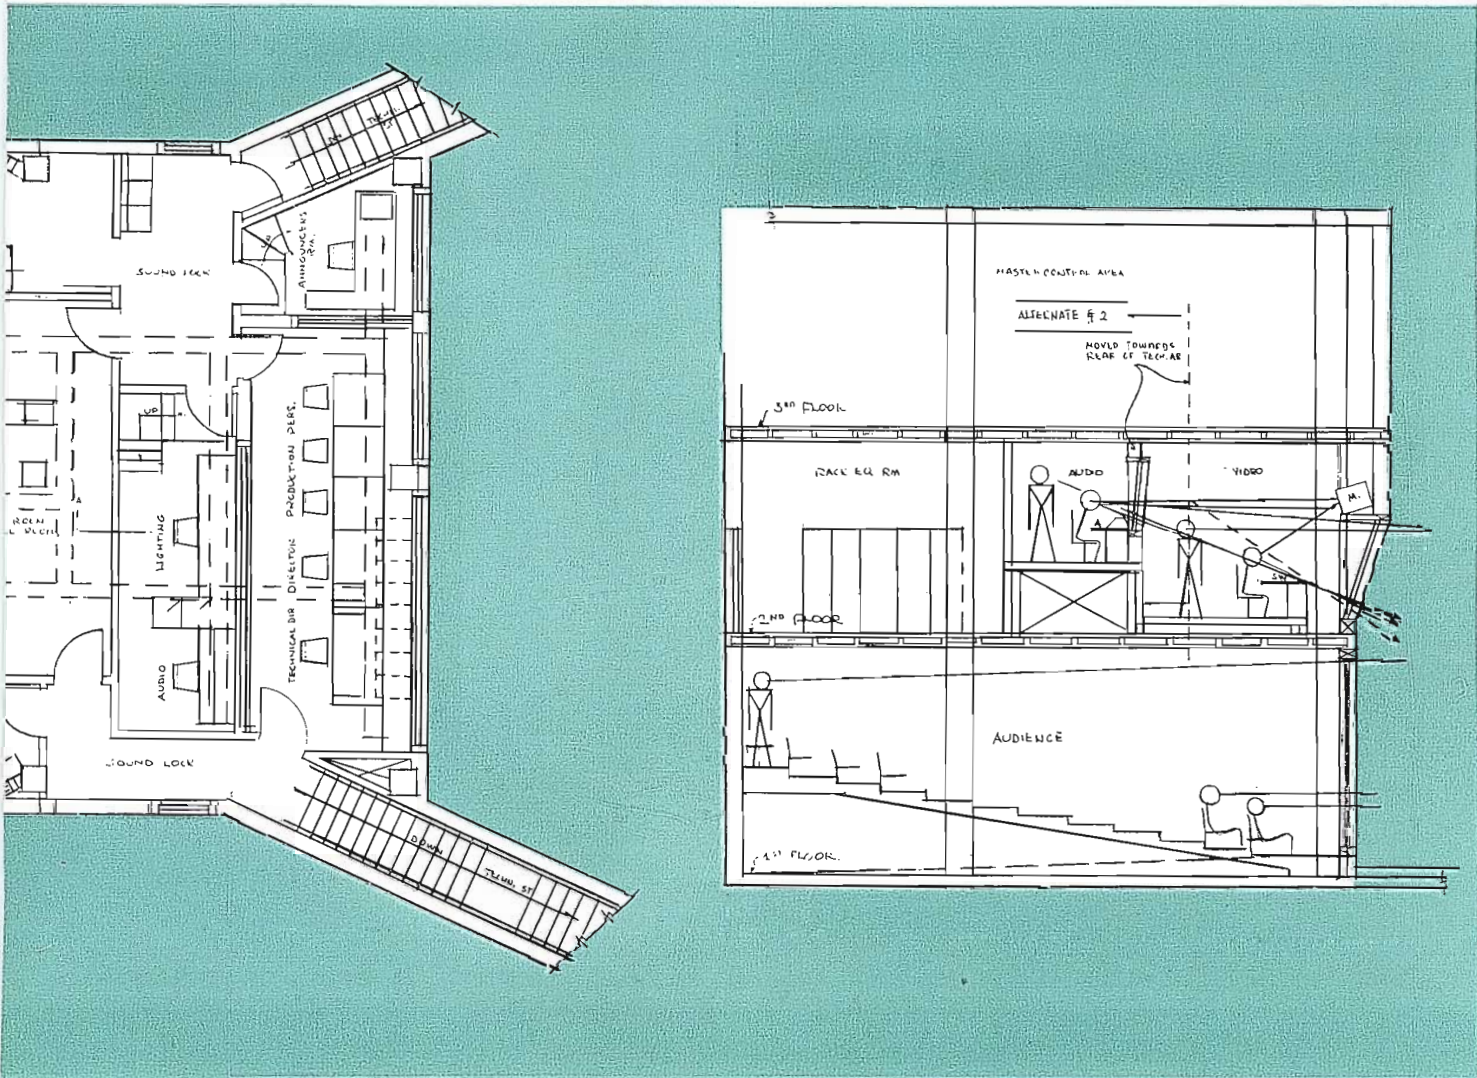 TECHN.
ST
ANNOUNCERS
RM.
SOUND LOCK
UP
PRODUCTION PERS.
DIRECTOR
TECHNICAL DIR
LIGHTING
AUDIO
SOUND LOCK
DOWN
TECHN. ST
MASTER CONTROL AREA
ALTERNATE # 2
MOVED TOWARDS
REAR OF TECH. AR
3RD FLOOR
RACK EQ RM
AUDIO
VIDEO
M.
A
2ND FLOOR
AUDIENCE
1ST FLOOR.